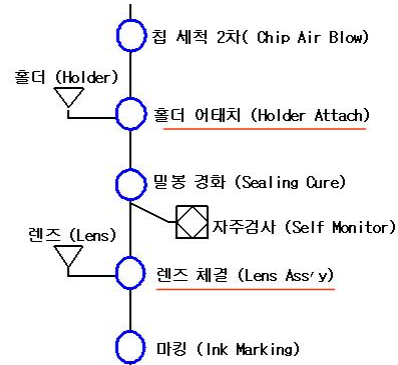 칩 세척 2차( Chip Air Blow)
홀더 (Holder)
홀더 어태치 (Holder Attach)
밀봉 경화 (Sealing Cure)
자주검사 (Self Monitor)
렌즈 (Lens)
렌즈 체결 (Lens Ass'y)
마킹 (Ink Marking)